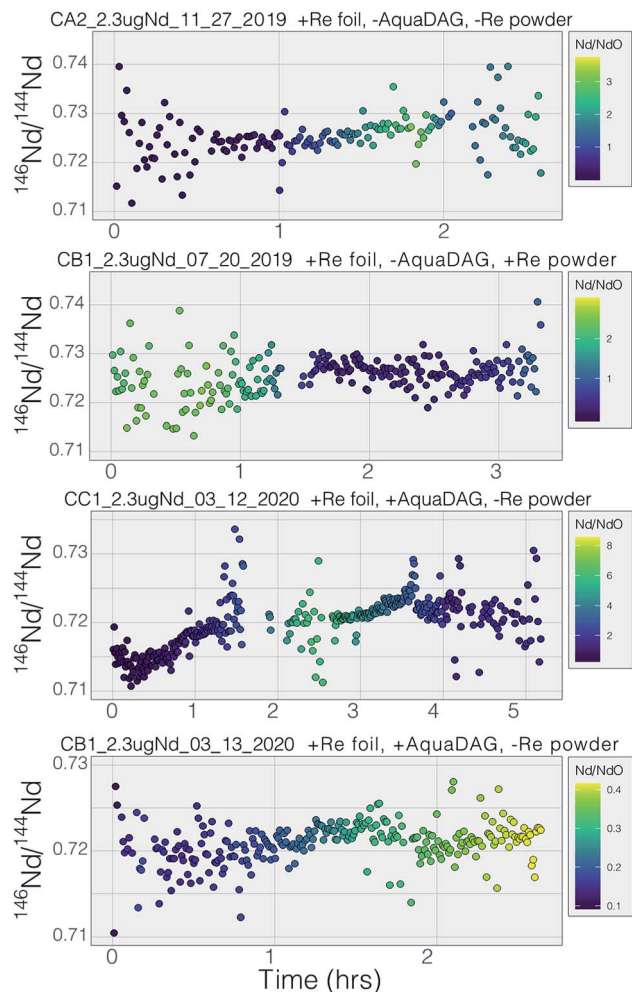 CA2_2.3ugNd_11_27_2019 +Re foil, -AquaDAG, -Re powder
Nd/NdO
0.74
3
0.73
2
0.72
1
0.71
146Nd/144Nd
0 1 2
CB1_2.3ugNd_07_20_2019 +Re foil, -AquaDAG, +Re powder
Nd/NdO
0.74
2
0.73
1
0.72
0.71
146Nd/144Nd
0 1 2 3
CC1_2.3ugNd_03_12_2020 +Re foil, +AquaDAG, -Re powder
Nd/NdO
8
0.73
6
4
0.72
2
0.71
146Nd/144Nd
0 1 2 3 4 5
CB1_2.3ugNd_03_13_2020 +Re foil, +AquaDAG, -Re powder
Nd/NdO
0.73
0.4
0.3
0.72
0.2
0.1
0.71
146Nd/144Nd
0 1 2
Time (hrs)